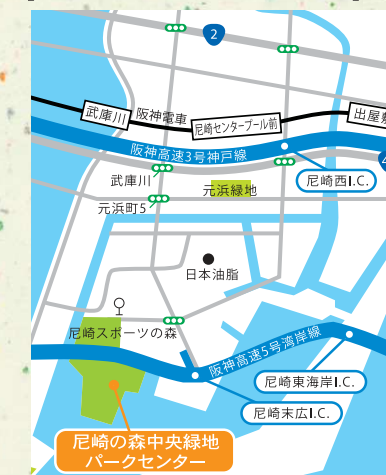 2
武庫川
阪神電車
尼崎センタープール前
出屋敷
阪神高速3号神戸線
4
武庫川
元浜緑地
尼崎西I.C.
元浜町5
日本油脂
尼崎スポーツの森
阪神高速5号湾岸線
尼崎東海岸I.C.
尼崎末広I.C.
尼崎の森中央緑地
パークセンター